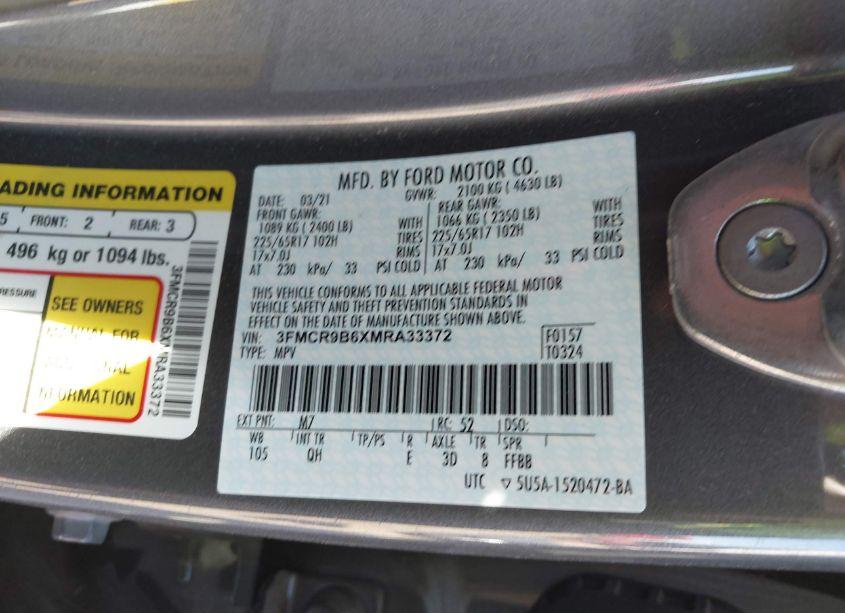 ADING INFORMATION
5 FRONT: 2 REAR: 3
496 kg or 1094 lbs.
RESSURE
SEE OWNERS
MANUAL FOR
INFORMATION
3FMCR9B6XMRA33372
MFD. BY FORD MOTOR CO.
DATE: 03/21 GVWR: 2100 KG ( 4630 LB)
FRONT GAWR: REAR GAWR:
1089 KG ( 2400 LB) WITH 1066 KG ( 2350 LB) WITH
225/65R17 102H TIRES 225/65R17 102H TIRES
17x7.0J RIMS 17x7.0J RIMS
AT 230 kPa/ 33 PSI COLD AT 230 kPa/ 33 PSI COLD
THIS VEHICLE CONFORMS TO ALL APPLICABLE FEDERAL MOTOR
VEHICLE SAFETY AND THEFT PREVENTION STANDARDS IN
EFFECT ON THE DATE OF MANUFACTURE SHOWN ABOVE.
VIN: 3FMCR9B6XMRA33372 F0157
TYPE: MPV T0324
EXT PNT: M7 RC: 52 DSO:
WB INT TR TP/PS R AXLE TR SPR
105 QH E 3D 8 FFBB
UTC ▽ 5U5A-1520472-BA